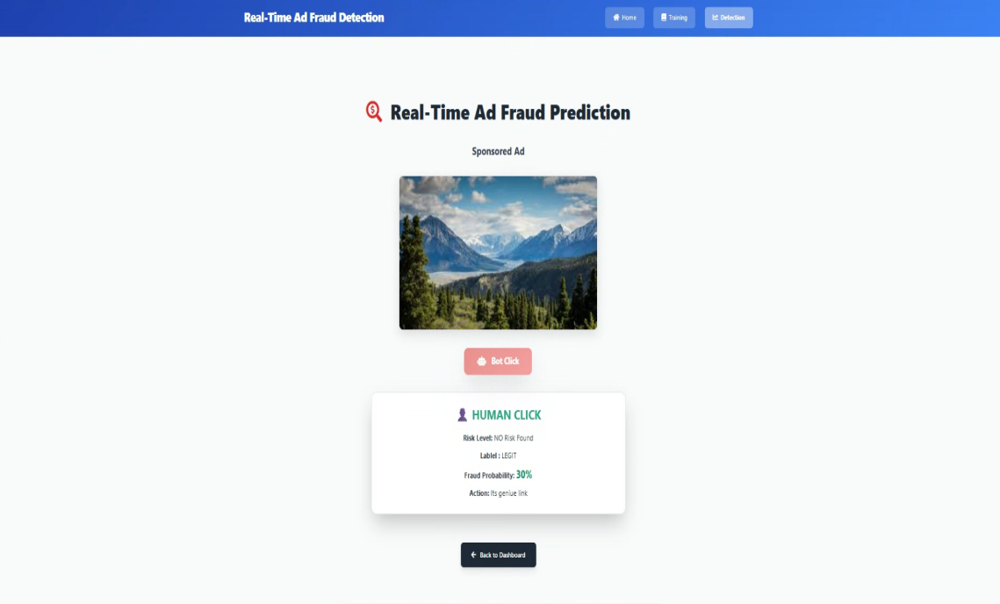 Real-Time Ad Fraud Detection
Home
Training
Detection
Real-Time Ad Fraud Prediction
Sponsored Ad
Bot Click
HUMAN CLICK
Risk Level: NO Risk Found
Lablel : LEGIT
Fraud Probability: 30%
Action: Its geniue link
Back to Dashboard